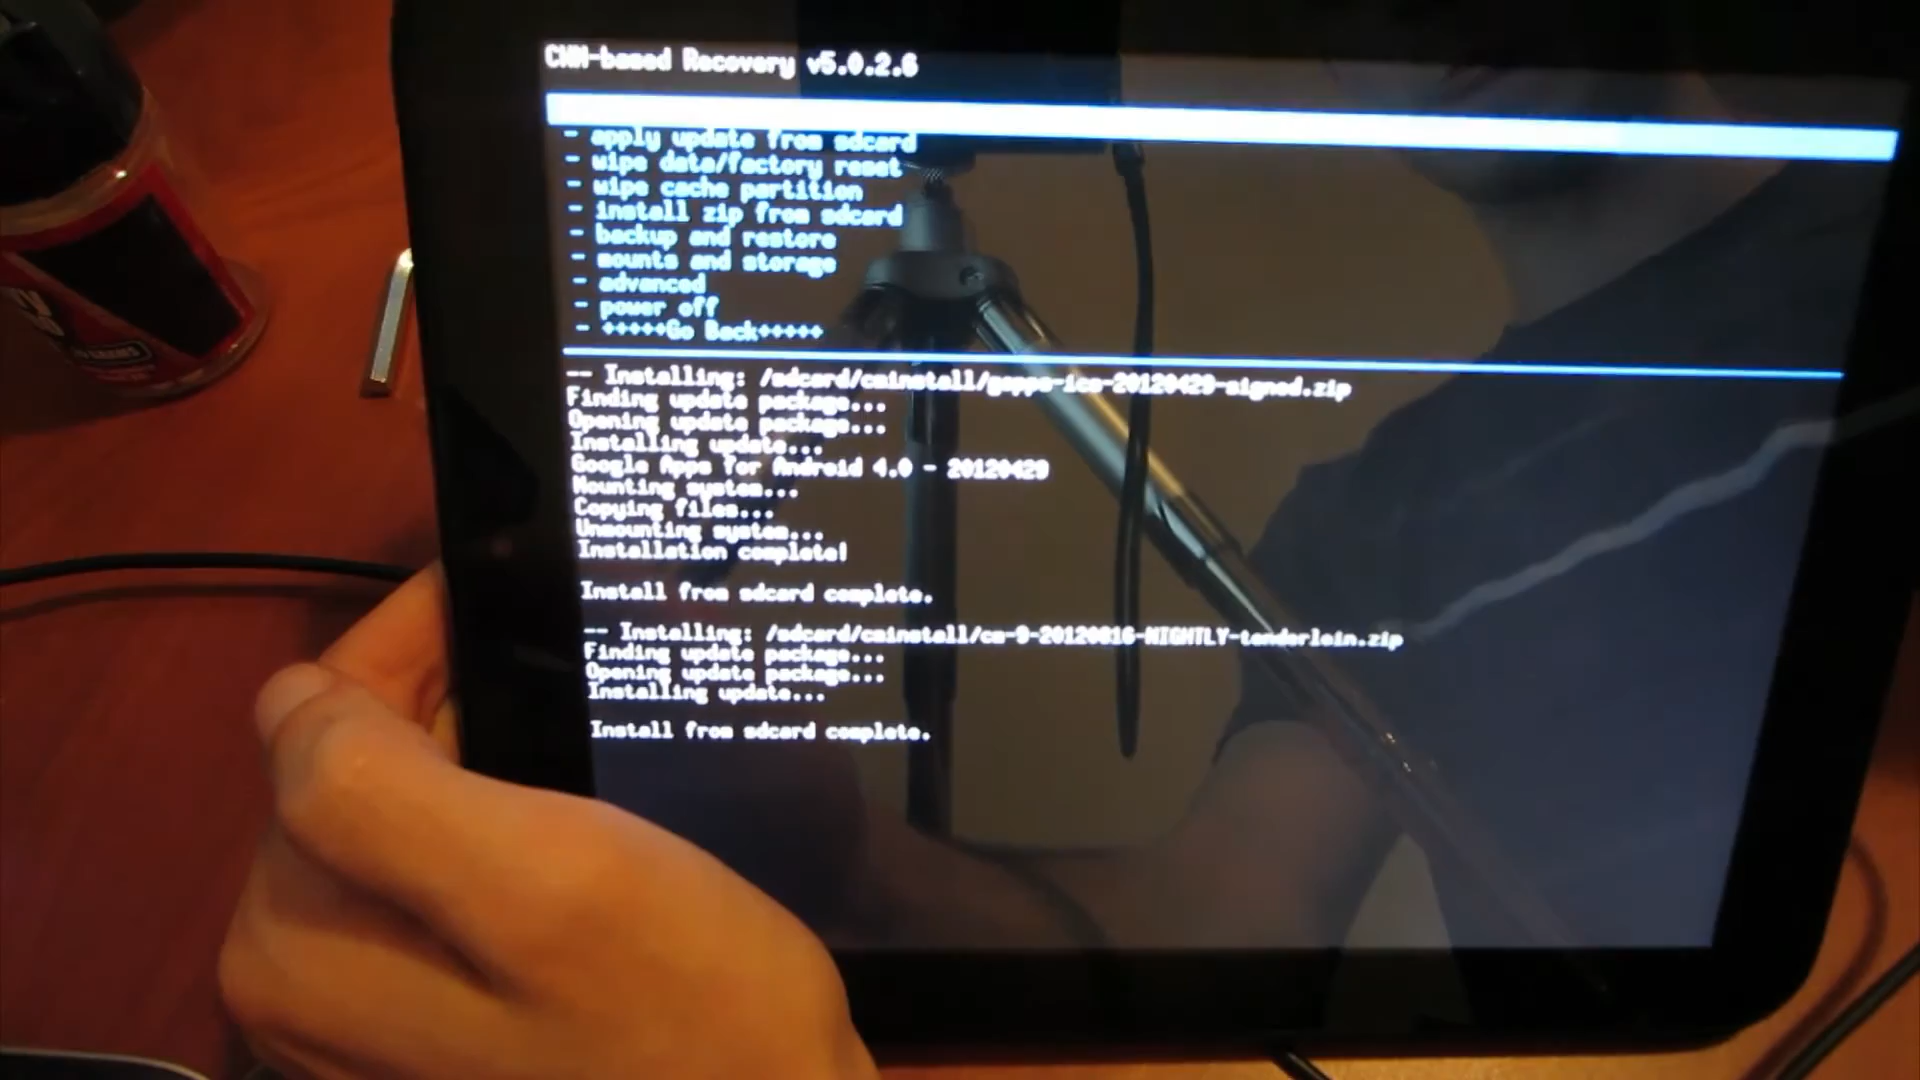 CWM-based Recovery v5.0.2.6
- apply update from sdcard
- wipe data/factory reset
- wipe cache partition
- install zip from sdcard
- backup and restore
- mounts and storage
- advanced
- power off
- +++++Go Back+++++
-- Installing: /sdcard/cminstall/gapps-ics-20120429-signed.zip
Finding update package...
Opening update package...
Installing update...
Google Apps for Android 4.0 - 20120429
Mounting system...
Copying files...
Unmounting system...
Installation complete!
Install from sdcard complete.
-- Installing: /sdcard/cminstall/cm-9-20120816-NIGHTLY-tenderloin.zip
Finding update package...
Opening update package...
Installing update...
Install from sdcard complete.